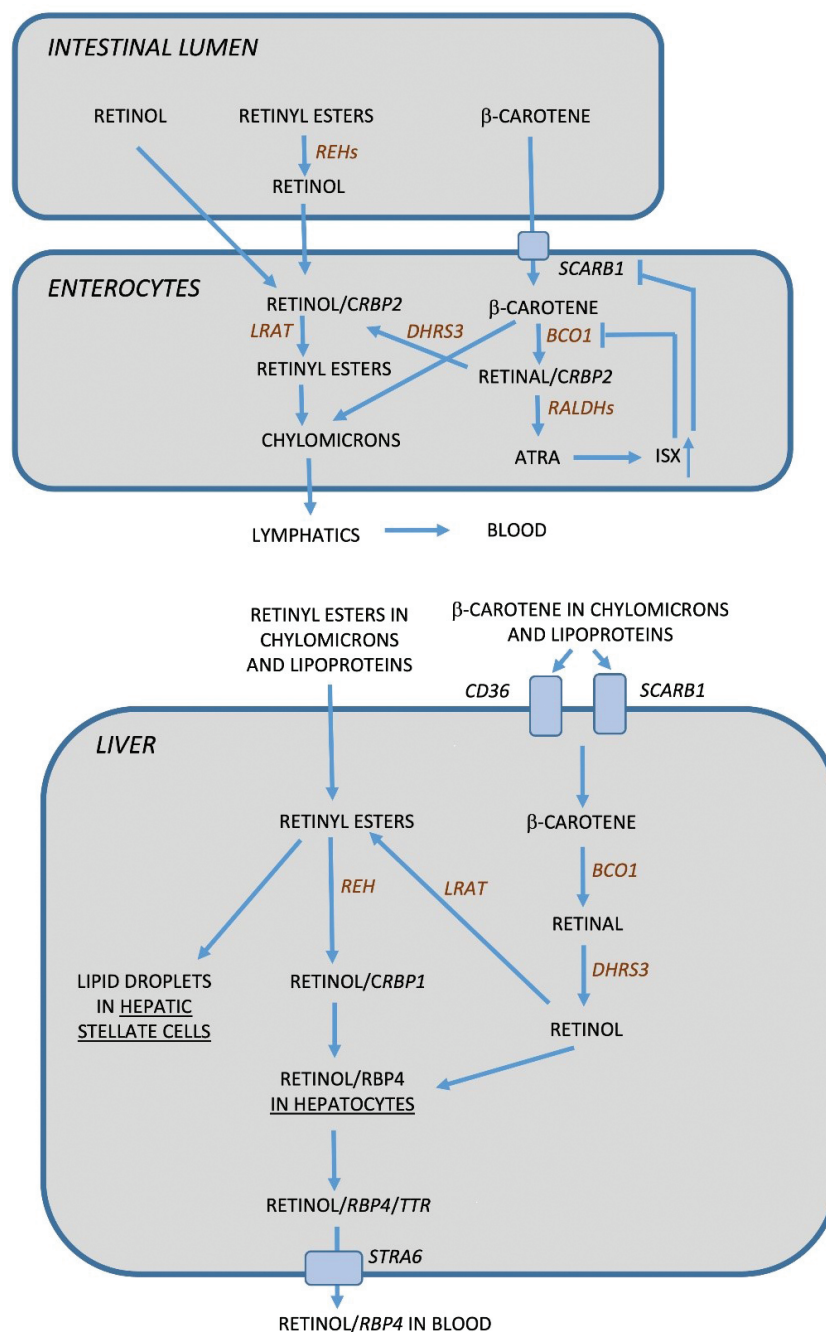 INTESTINAL LUMEN
RETINOL
RETINYL ESTERS
β-CAROTENE
REHs
RETINOL
SCARB1
ENTEROCYTES
RETINOL/CRBP2
β-CAROTENE
LRAT
DHRS3
BCO1
RETINYL ESTERS
RETINAL/CRBP2
RALDHs
CHYLOMICRONS
ATRA
ISX
LYMPHATICS
BLOOD
RETINYL ESTERS IN
CHYLOMICRONS
AND LIPOPROTEINS
β-CAROTENE IN CHYLOMICRONS
AND LIPOPROTEINS
CD36
SCARB1
LIVER
RETINYL ESTERS
β-CAROTENE
REH
LRAT
BCO1
RETINAL
DHRS3
LIPID DROPLETS
IN HEPATIC
STELLATE CELLS
RETINOL/CRBP1
RETINOL
RETINOL/RBP4
IN HEPATOCYTES
RETINOL/RBP4/TTR
STRA6
RETINOL/RBP4 IN BLOOD